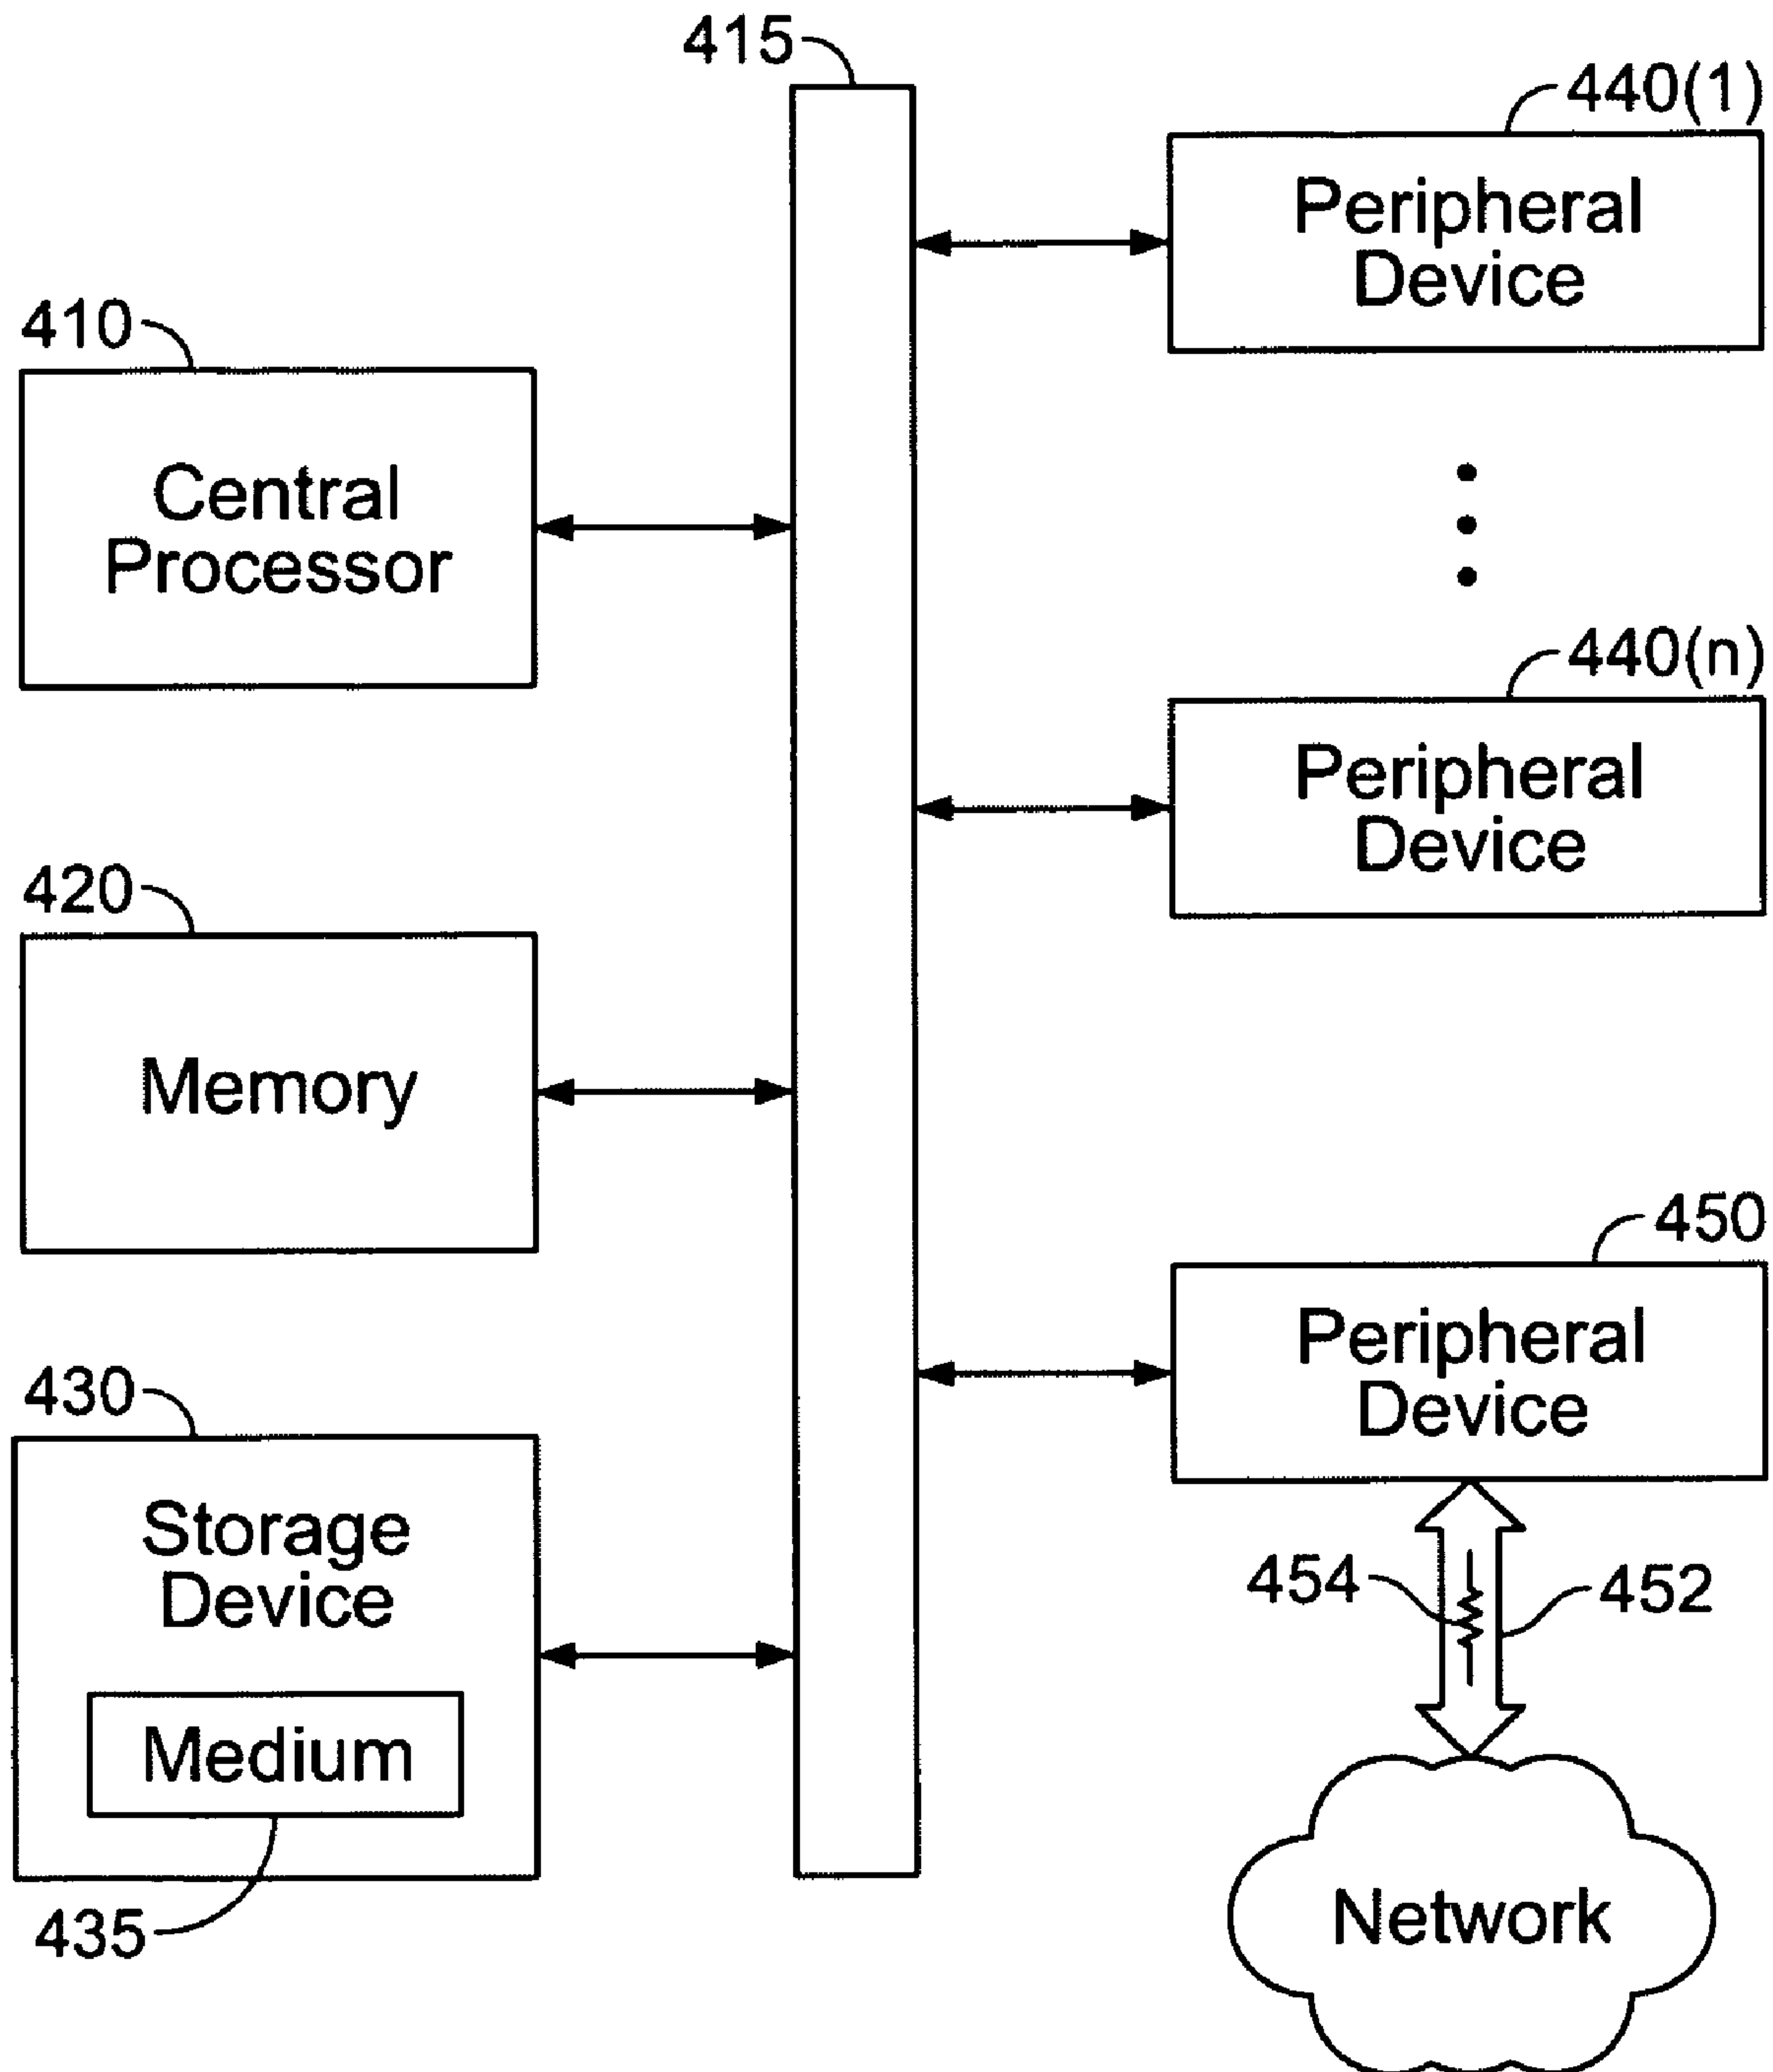 415
440(1)
Peripheral
Device
410
Central
Processor
440(n)
Peripheral
Device
420
Memory
450
Peripheral
Device
430
Storage
Device
454
452
Medium
435
Network